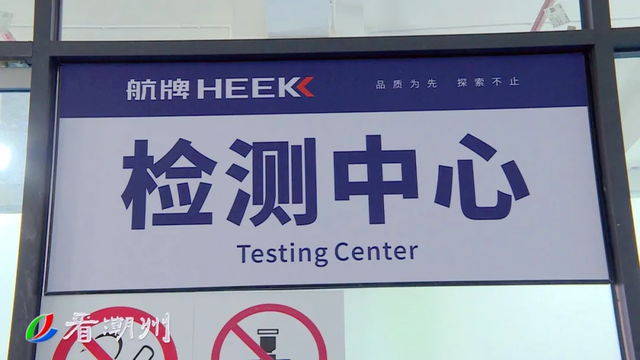 航牌 HEEK 品质为先 探索不止
检测中心
Testing Center
看潮州